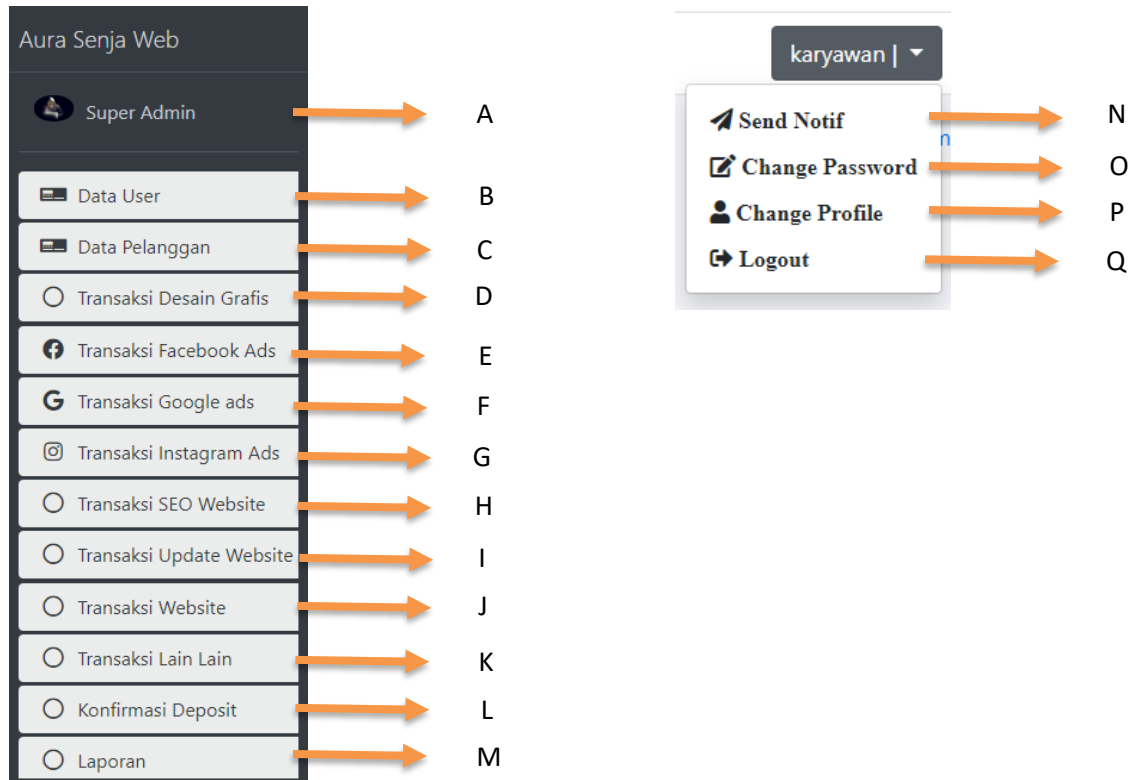 Aura Senja Web
Super Admin
A
Data User
B
Data Pelanggan
C
Transaksi Desain Grafis
D
Transaksi Facebook Ads
E
Transaksi Google ads
F
Transaksi Instagram Ads
G
Transaksi SEO Website
H
Transaksi Update Website
I
Transaksi Website
J
Transaksi Lain Lain
K
Konfirmasi Deposit
L
Laporan
M
karyawan |
Send Notif
N
m
Change Password
O
Change Profile
P
Logout
Q